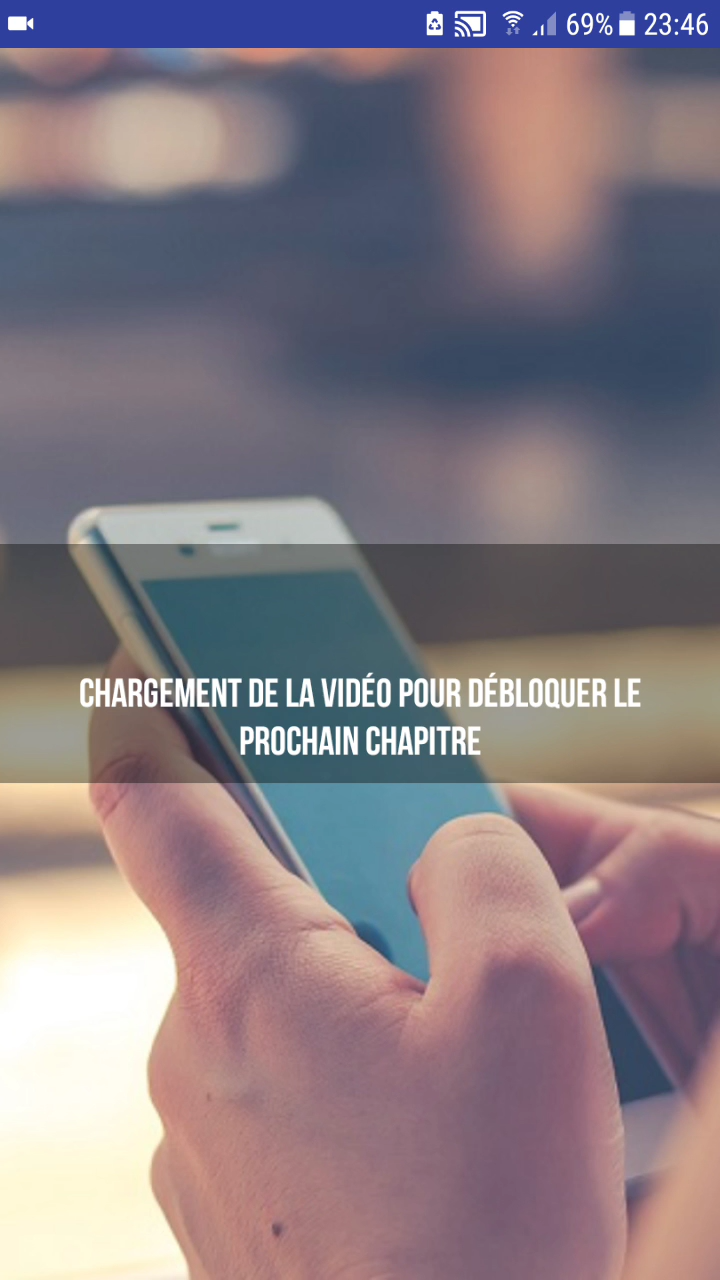 69% 23:46
CHARGEMENT DE LA VIDÉO POUR DÉBLOQUER LE
PROCHAIN CHAPITRE